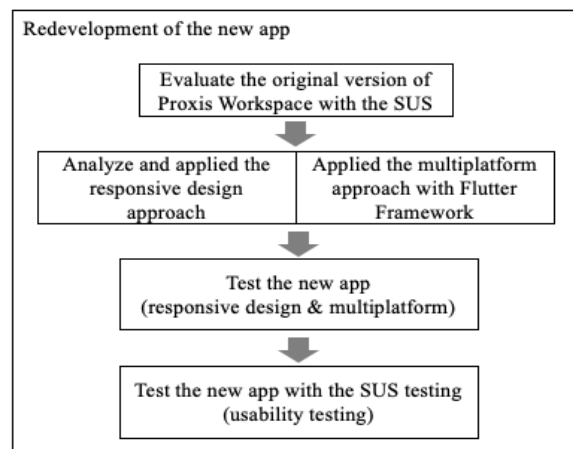 Redevelopment of the new app
Evaluate the original version of
Proxis Workspace with the SUS
Analyze and applied the
responsive design
approach
Applied the multiplatform
approach with Flutter
Framework
Test the new app
(responsive design & multiplatform)
Test the new app with the SUS testing
(usability testing)